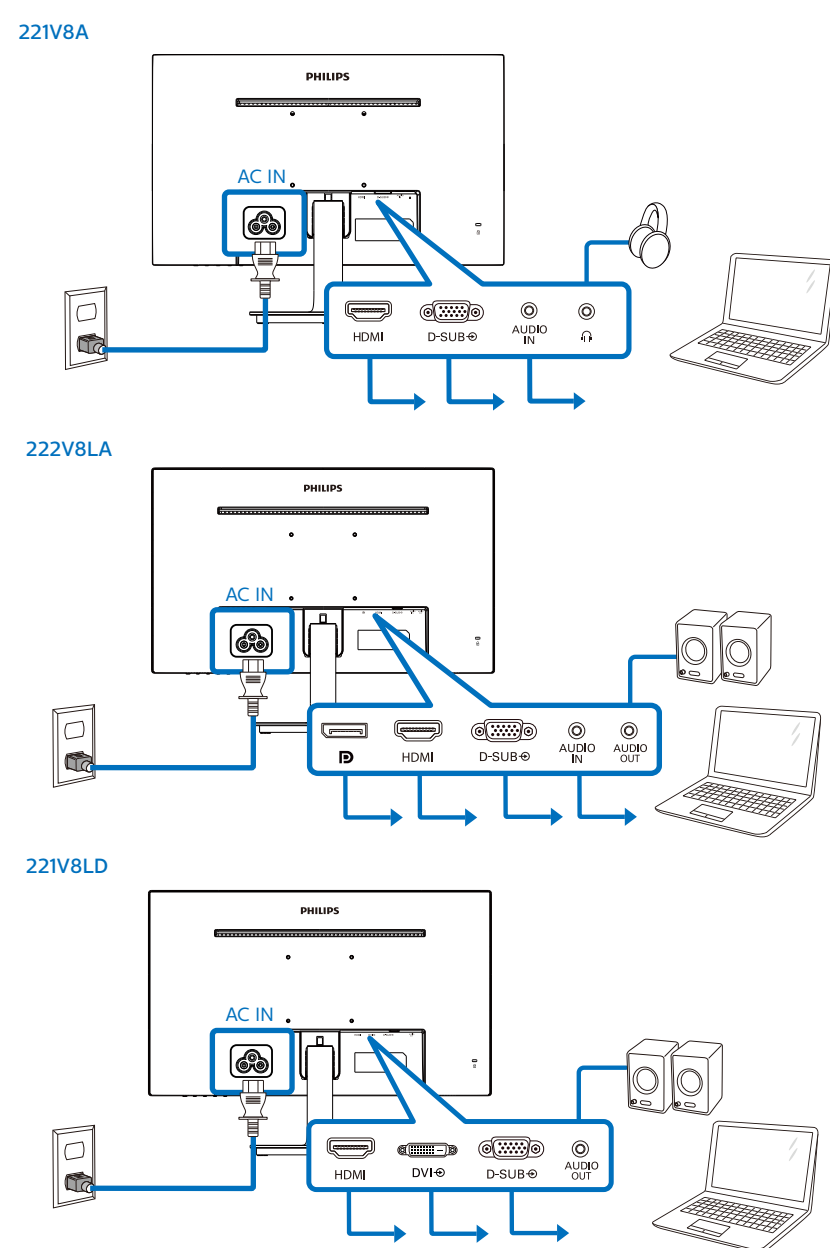 221V8A
PHILIPS
AC IN
HDMI
D-SUB
AUDIO
IN
222V8LA
PHILIPS
AC IN
HDMI
D-SUB
AUDIO
IN
AUDIO
OUT
221V8LD
PHILIPS
AC IN
HDMI
DVI
D-SUB
AUDIO
OUT